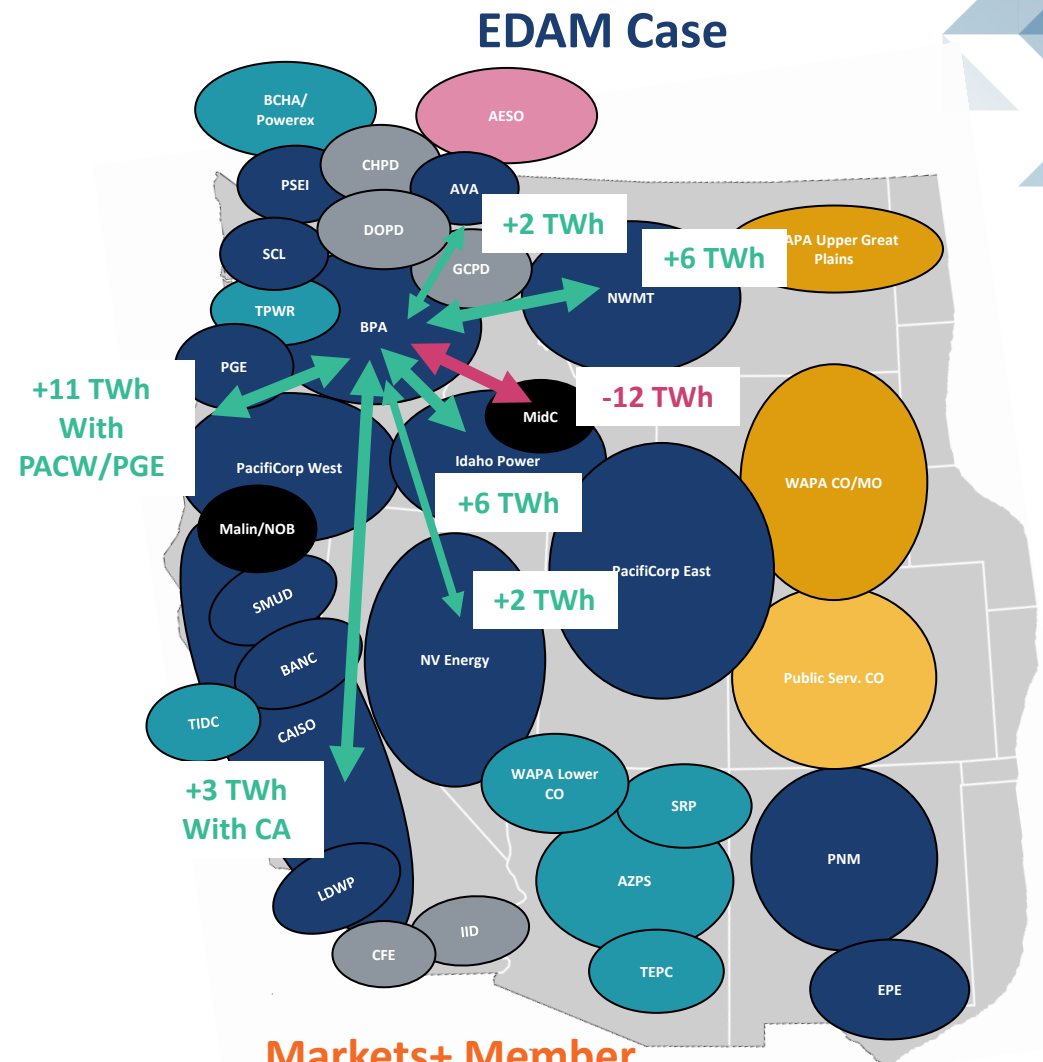 EDAM Case
BCHA/
Powerex
AESO
CHPD
PSEI
AVA
DOPD
+2 TWh
SCL
GCPD
+6 TWh
APA Upper Great
Plains
NWMT
TPWR
BPA
PGE
+11 TWh
With
PACW/PGE
-12 TWh
MidC
PacifiCorp West
Idaho Power
WAPA CO/MO
+6 TWh
Malin/NOB
PacifiCorp East
SMUD
+2 TWh
BANC
NV Energy
Public Serv. CO
TIDC
CAISO
WAPA Lower
CO
+3 TWh
With CA
SRP
PNM
LDWP
AZPS
IID
CFE
TEPC
EPE
Markets+ Member